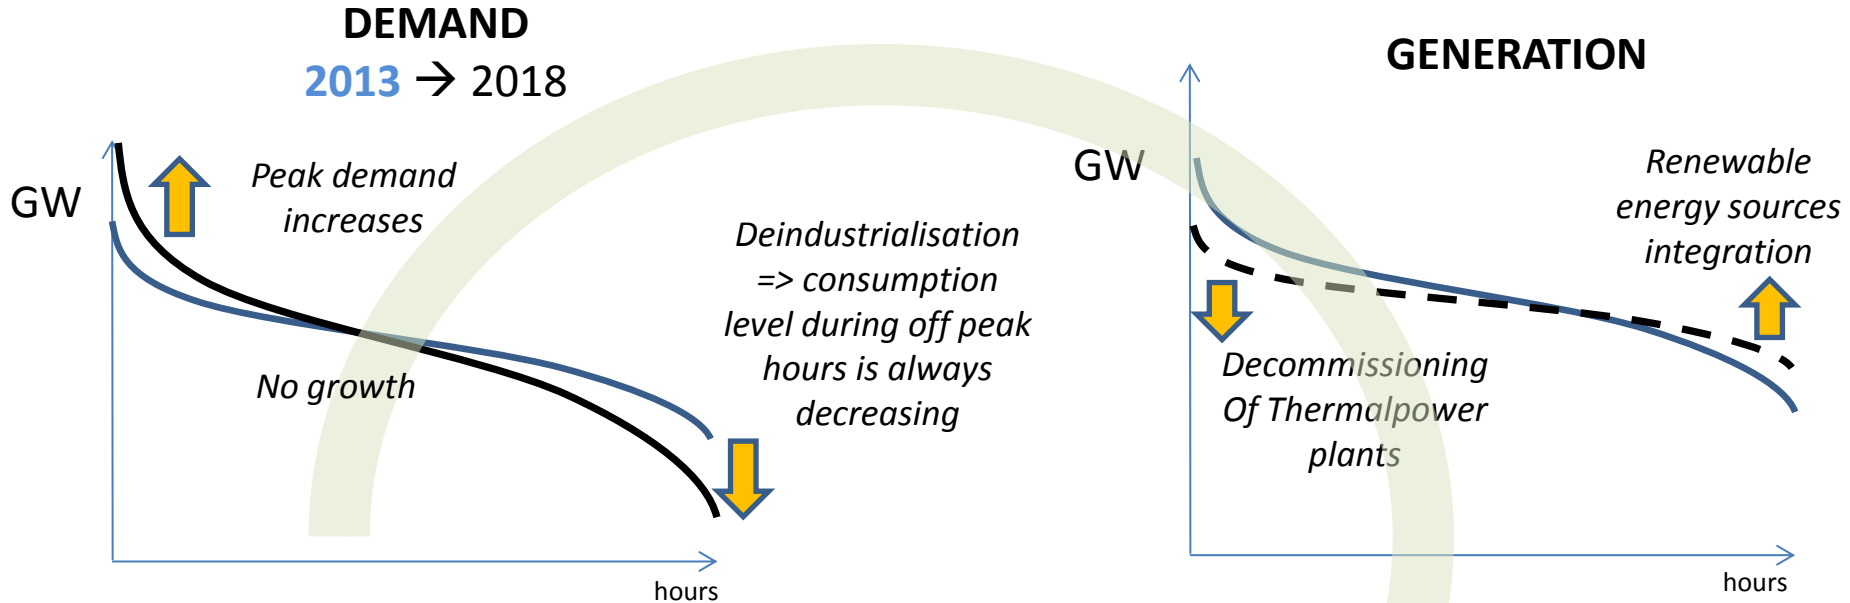 DEMAND
2013 → 2018
GW
Peak demand
increases
No growth
hours
Deindustrialisation
=> consumption
level during off peak
hours is always
decreasing
GENERATION
GW
Renewable
energy sources
integration
Decommissioning
Of Thermalpower
plants
hours